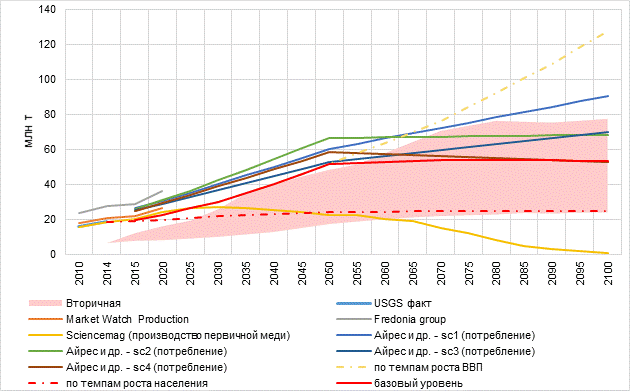 140
120
100
80
60
40
20
0
млн т
2010 2014 2015 2020 2025 2030 2035 2040 2045 2050 2055 2060 2065 2070 2075 2080 2085 2090 2095 2100
Вторичная
USGS факт
Market Watch Production
Fredonia group
Sciencemag (производство первичной меди)
Айрес и др. - sc1 (потребление)
Айрес и др. - sc2 (потребление)
Айрес и др. - sc3 (потребление)
Айрес и др. - sc4 (потребление)
по темпам роста ВВП
по темпам роста населения
базовый уровень